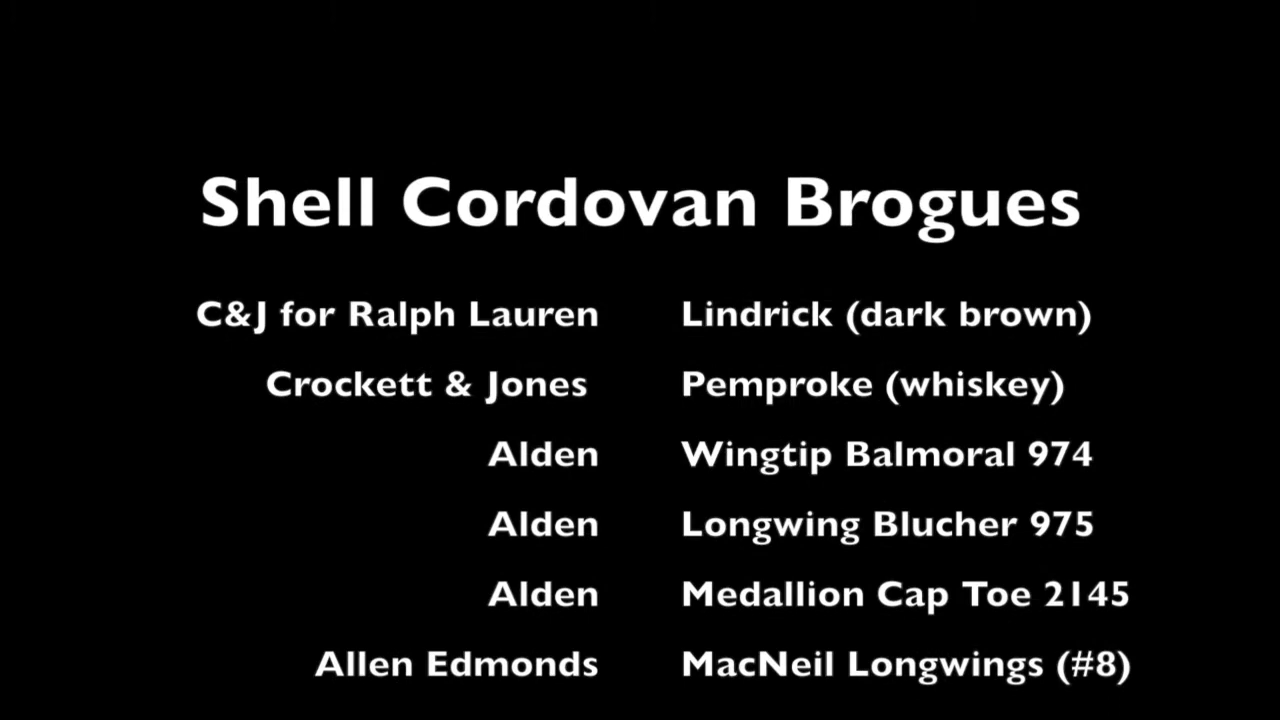 Shell Cordovan Brogues
C&J for Ralph Lauren Lindrick (dark brown)
Crockett & Jones Pemproke (whiskey)
Alden Wingtip Balmoral 974
Alden Longwing Blucher 975
Alden Medallion Cap Toe 2145
Allen Edmonds MacNeil Longwings (#8)